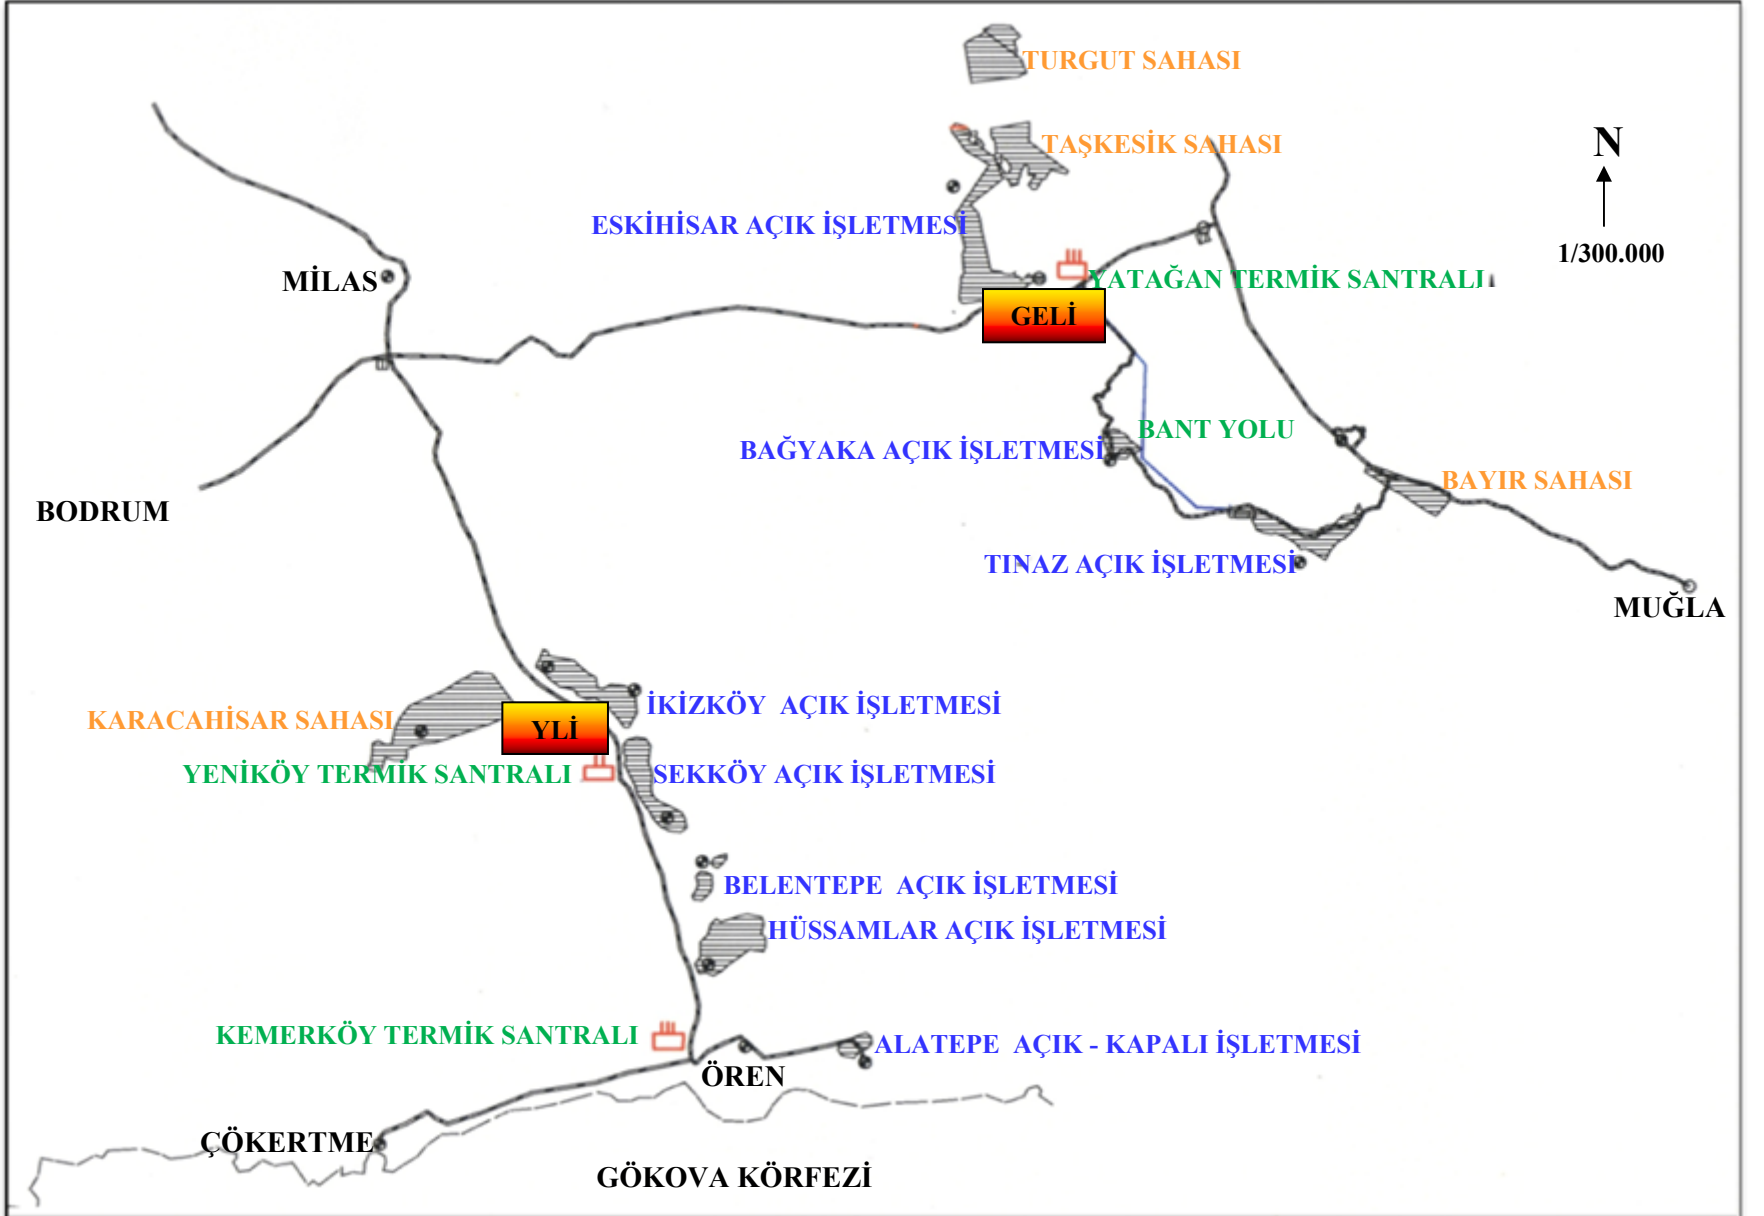 TURGUT SAHASI
TAŞKESİK SAHASI
N
ESKİHİSAR AÇIK İŞLETMESİ
1/300.000
MİLAS
YATAĞAN TERMİK SANTRALI
GELİ
BANT YOLU
BAĞYAKA AÇIK İŞLETMESİ
BAYIR SAHASI
BODRUM
TINAZ AÇIK İŞLETMESİ
MUĞLA
İKİZKÖY AÇIK İŞLETMESİ
KARACAHİSAR SAHASI
YLİ
YENİKÖY TERMİK SANTRALI
SEKKÖY AÇIK İŞLETMESİ
BELENTEPE AÇIK İŞLETMESİ
HÜSSAMLAR AÇIK İŞLETMESİ
KEMERKÖY TERMİK SANTRALI
ALATEPE AÇIK - KAPALI İŞLETMESİ
ÖREN
ÇÖKERTME
GÖKOVA KÖRFEZİ